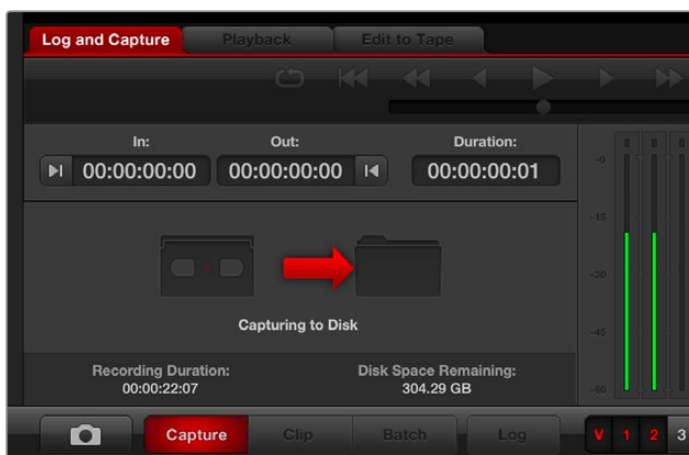 Log and Capture Playback Edit to Tape
In: Out: Duration:
00:00:00:00 00:00:00:00 00:00:00:01
-0
-15
-30
-45
-60
Capturing to Disk
Recording Duration: Disk Space Remaining:
00:00:22:07 304.29 GB
Capture Clip Batch Log V 1 2 3